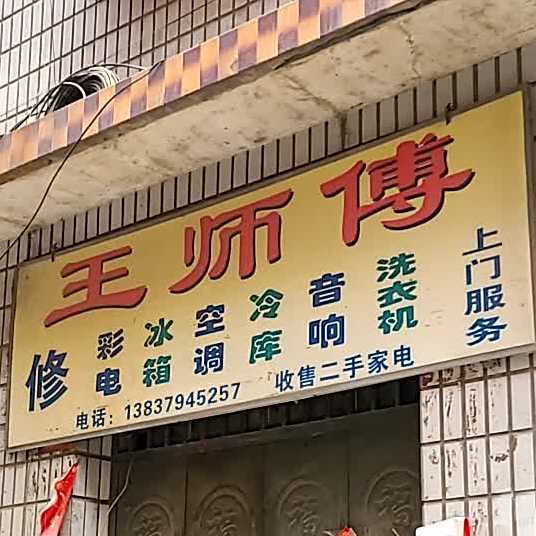 王师傅
修 彩电 冰箱 空调 冷库 音响 洗衣机 上门服务
电话：13837945257 收售二手家电